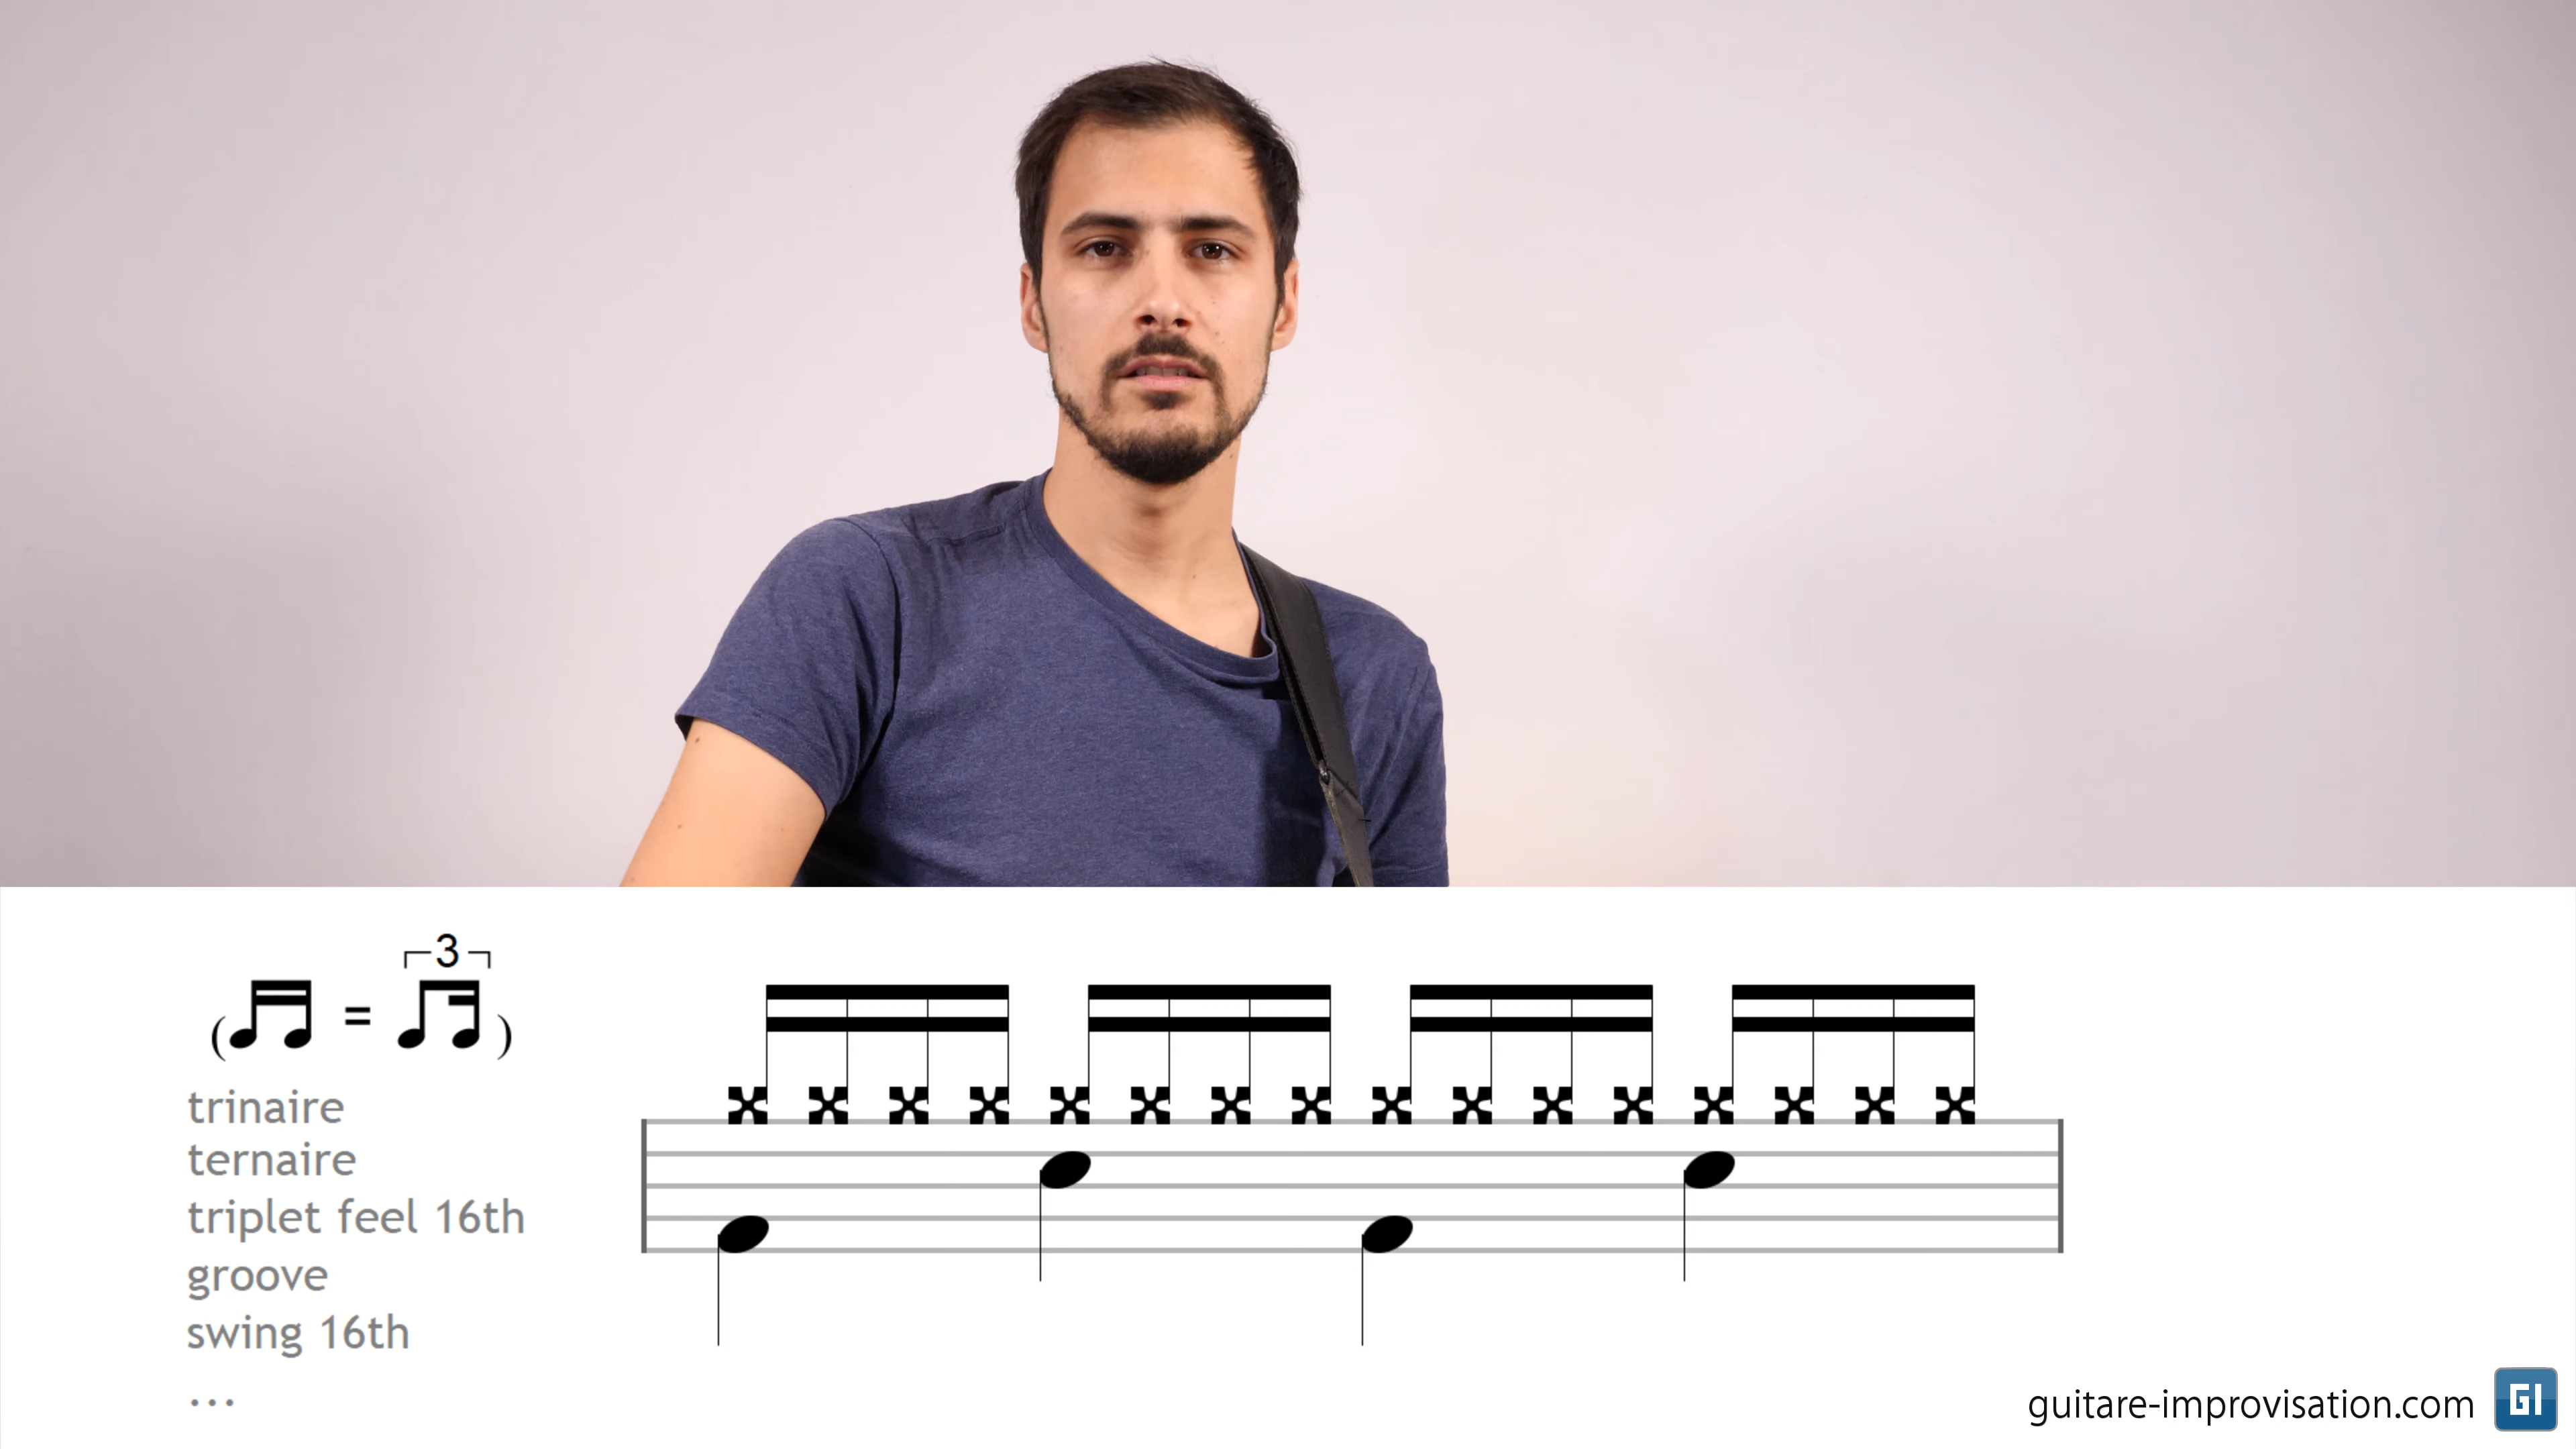 3
( = )
trinaire
ternaire
triplet feel 16th
groove
swing 16th
...
guitare-improvisation.com GI